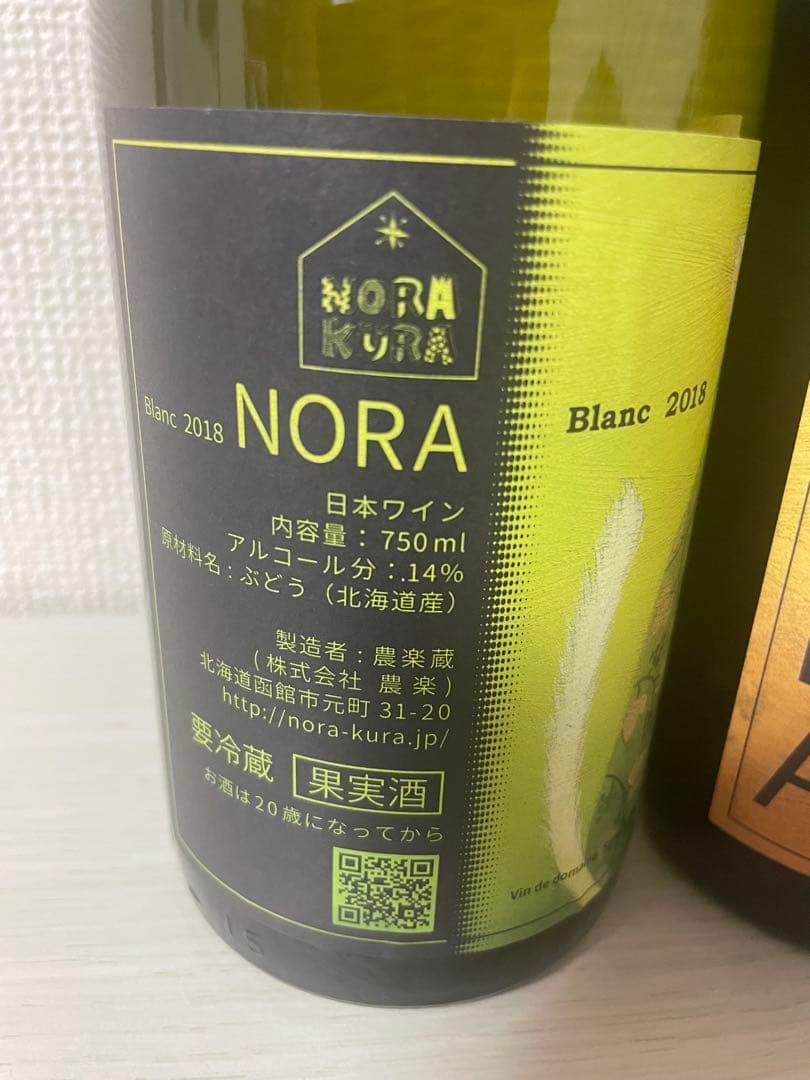 NORA
KURA
Blanc 2018 NORA
日本ワイン
内容量：750ml
アルコール分：.14%
原材料名：ぶどう（北海道産）
製造者：農楽蔵
(株式会社 農楽)
北海道函館市元町 31-20
http://nora-kura.jp/
要冷蔵 果実酒
お酒は20歳になってから
Blanc 2018
Vin de
15